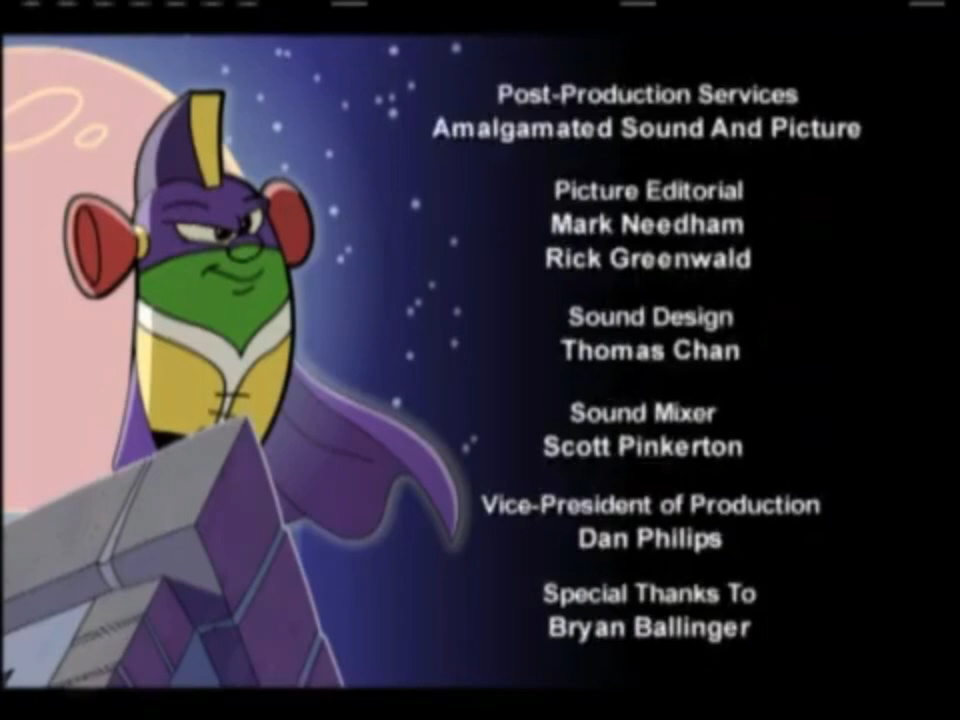 Post-Production Services
Amalgamated Sound And Picture
Picture Editorial
Mark Needham
Rick Greenwald
Sound Design
Thomas Chan
Sound Mixer
Scott Pinkerton
Vice-President of Production
Dan Philips
Special Thanks To
Bryan Ballinger